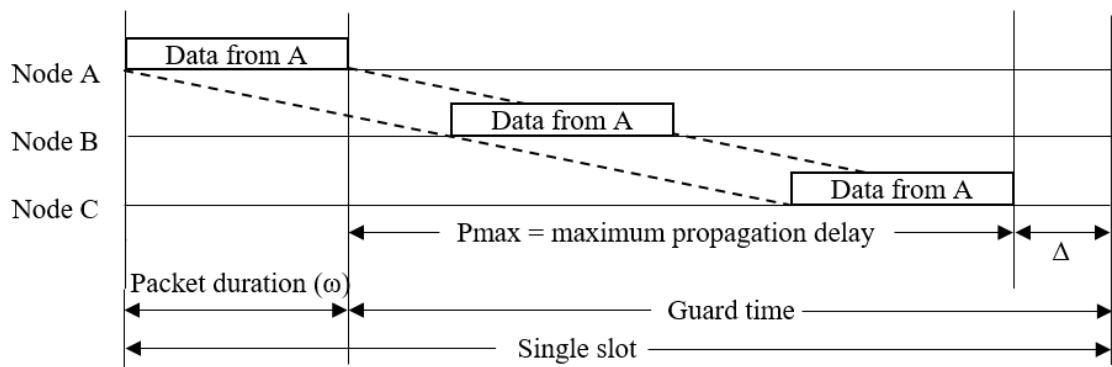 Data from A
Node A
Data from A
Node B
Data from A
Node C
Pmax = maximum propagation delay
Δ
Packet duration (ω)
Guard time
Single slot